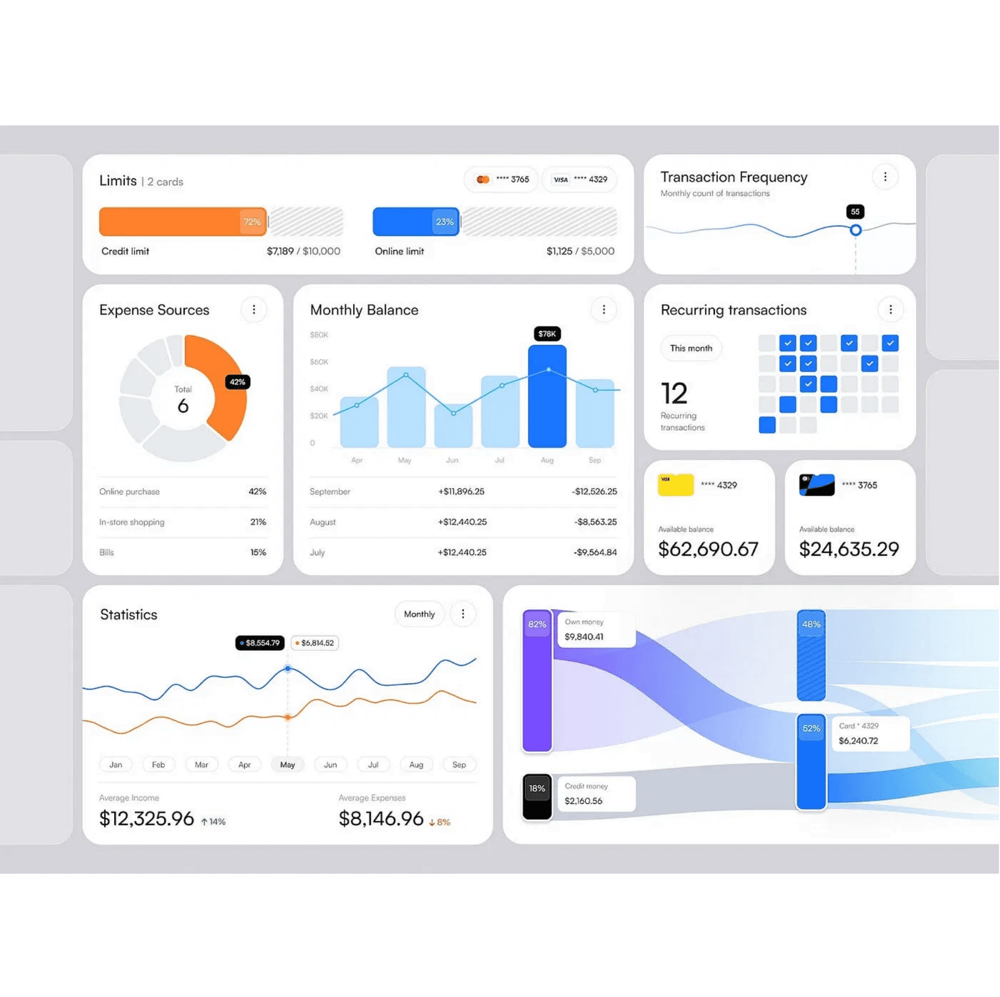 Limits | 2 cards
**** 3765
VISA **** 4329
72%
Credit limit $7,189 / $10,000
23%
Online limit $1,125 / $5,000
Transaction Frequency
Monthly count of transactions
55
Expense Sources
42%
Total
6
Online purchase 42%
In-store shopping 21%
Bills 15%
Monthly Balance
$80K
$60K
$40K
$20K
0
$78K
Apr May Jun Jul Aug Sep
September +$11,896.25 -$12,526.25
August +$12,440.25 -$8,563.25
July +$12,440.25 -$9,564.84
Recurring transactions
This month
12
Recurring
transactions
VISA
**** 4329
Available balance
$62,690.67
**** 3765
Available balance
$24,635.29
Statistics
Monthly
$8,554.79
$6,814.52
Jan Feb Mar Apr May Jun Jul Aug Sep
Average Income
$12,325.96 ↑14%
Average Expenses
$8,146.96 ↓8%
82%
Own money
$9,840.41
18%
Credit money
$2,160.56
48%
52%
Card * 4329
$6,240.72